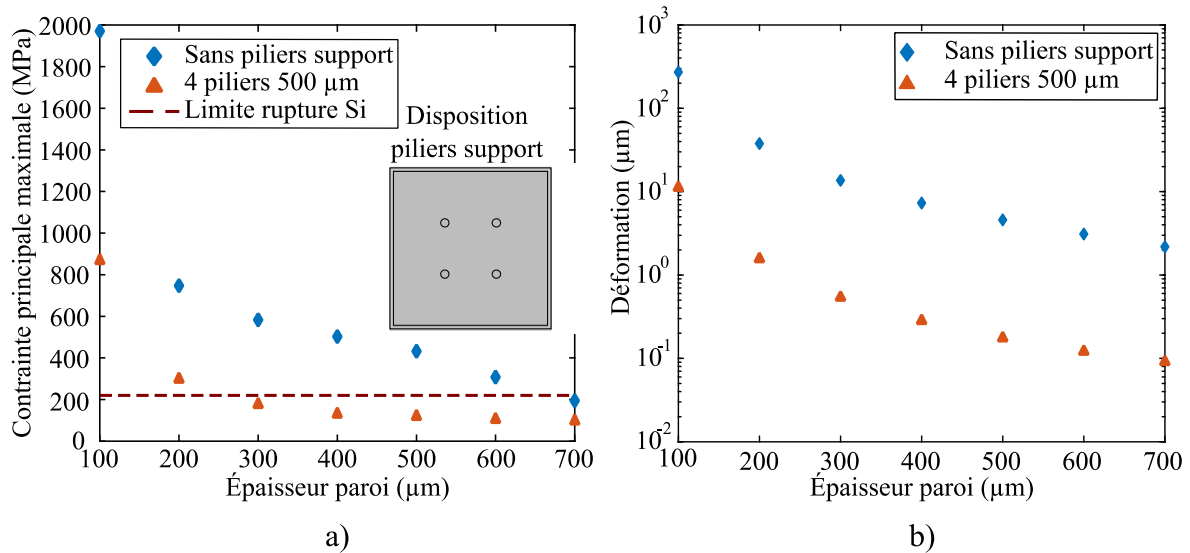 Contrainte principale maximale (MPa)
2000
1800
1600
1400
1200
1000
800
600
400
200
0
Sans piliers support
4 piliers 500 µm
Limite rupture Si
Disposition
piliers support
100 200 300 400 500 600 700
Épaisseur paroi (µm)
a)
Déformation (µm)
10³
10²
10¹
10⁰
10⁻¹
10⁻²
Sans piliers support
4 piliers 500 µm
100 200 300 400 500 600 700
Épaisseur paroi (µm)
b)